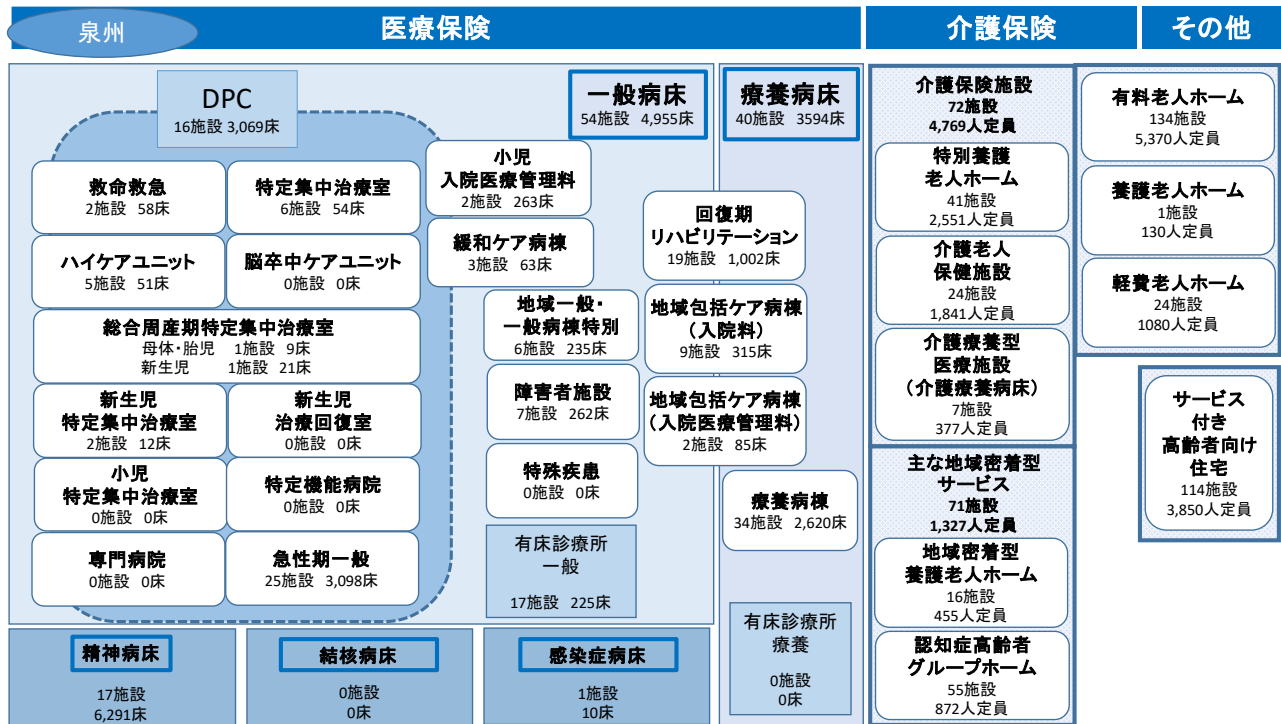 泉州
医療保険
介護保険
その他
DPC
16施設 3,069床
一般病床
54施設 4,955床
療養病床
40施設 3594床
救命救急
2施設 58床
特定集中治療室
6施設 54床
ハイケアユニット
5施設 51床
脳卒中ケアユニット
0施設 0床
総合周産期特定集中治療室
母体・胎児 1施設 9床
新生児 1施設 21床
新生児
特定集中治療室
2施設 12床
新生児
治療回復室
0施設 0床
小児
特定集中治療室
0施設 0床
特定機能病院
0施設 0床
専門病院
0施設 0床
急性期一般
25施設 3,098床
小児
入院医療管理料
2施設 263床
緩和ケア病棟
3施設 63床
地域一般・
一般病棟特別
6施設 235床
障害者施設
7施設 262床
特殊疾患
0施設 0床
有床診療所
一般
17施設 225床
回復期
リハビリテーション
19施設 1,002床
地域包括ケア病棟
(入院料)
9施設 315床
地域包括ケア病棟
(入院医療管理料)
2施設 85床
療養病棟
34施設 2,620床
有床診療所
療養
0施設
0床
精神病床
17施設
6,291床
結核病床
0施設
0床
感染症病床
1施設
10床
介護保険施設
72施設
4,769人定員
特別養護
老人ホーム
41施設
2,551人定員
介護老人
保健施設
24施設
1,841人定員
介護療養型
医療施設
(介護療養病床)
7施設
377人定員
主な地域密着型
サービス
71施設
1,327人定員
地域密着型
養護老人ホーム
16施設
455人定員
認知症高齢者
グループホーム
55施設
872人定員
有料老人ホーム
134施設
5,370人定員
養護老人ホーム
1施設
130人定員
軽費老人ホーム
24施設
1080人定員
サービス
付き
高齢者向け
住宅
114施設
3,850人定員